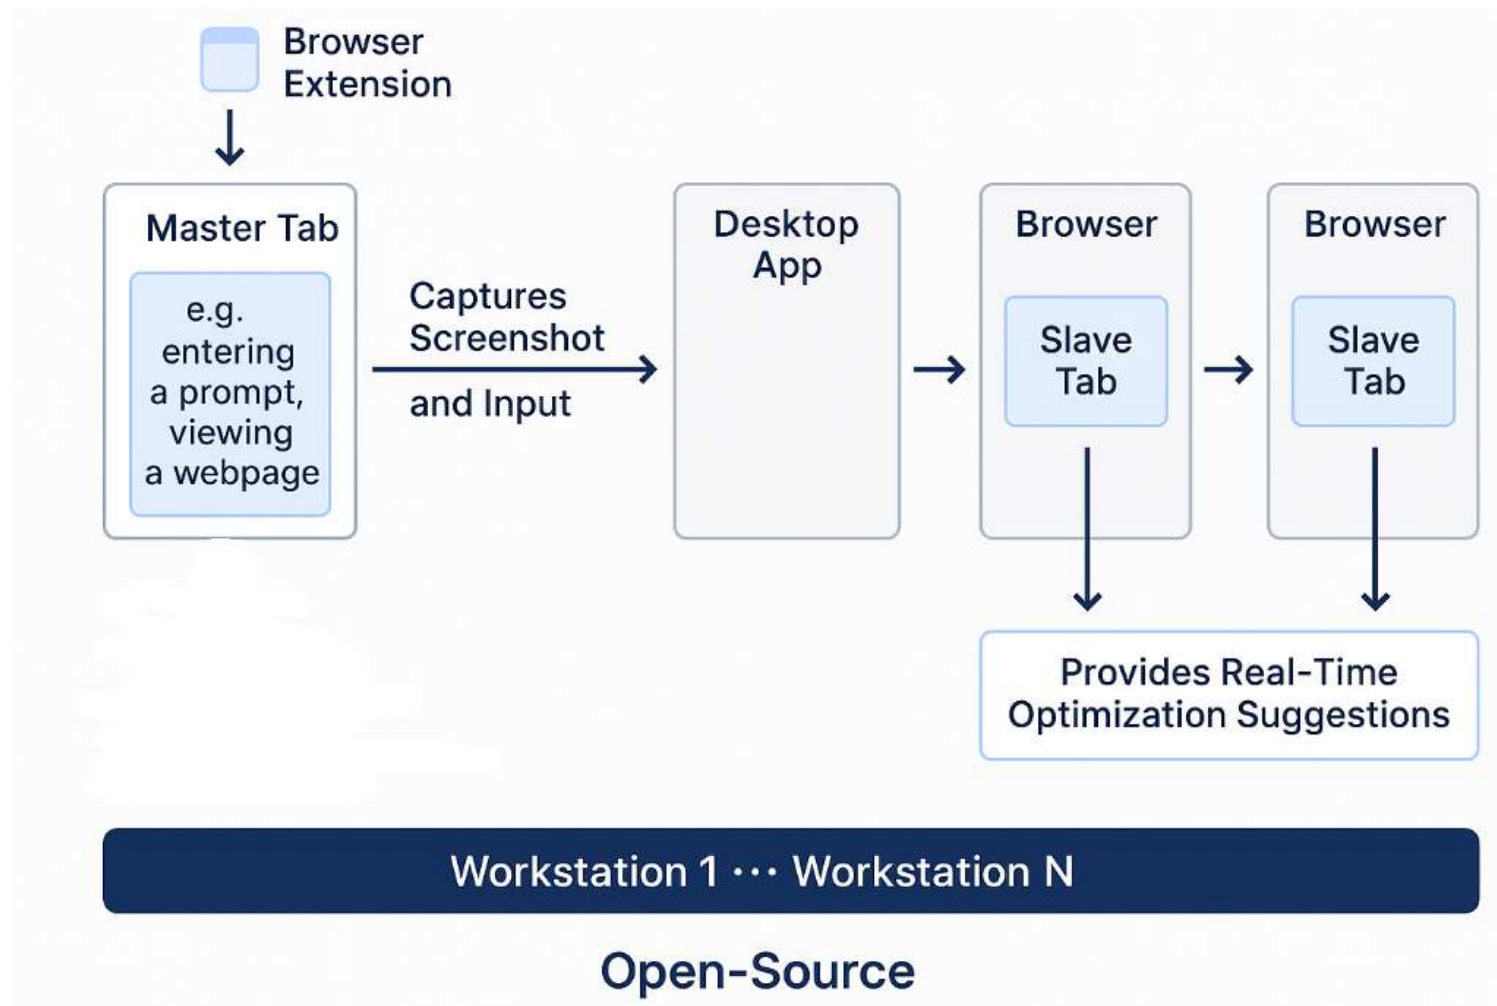 Browser
Extension
Master Tab
e.g.
entering
a prompt,
viewing
a webpage
Captures
Screenshot
and Input
Desktop
App
Browser
Slave
Tab
Browser
Slave
Tab
Provides Real-Time
Optimization Suggestions
Workstation 1 ··· Workstation N
Open-Source